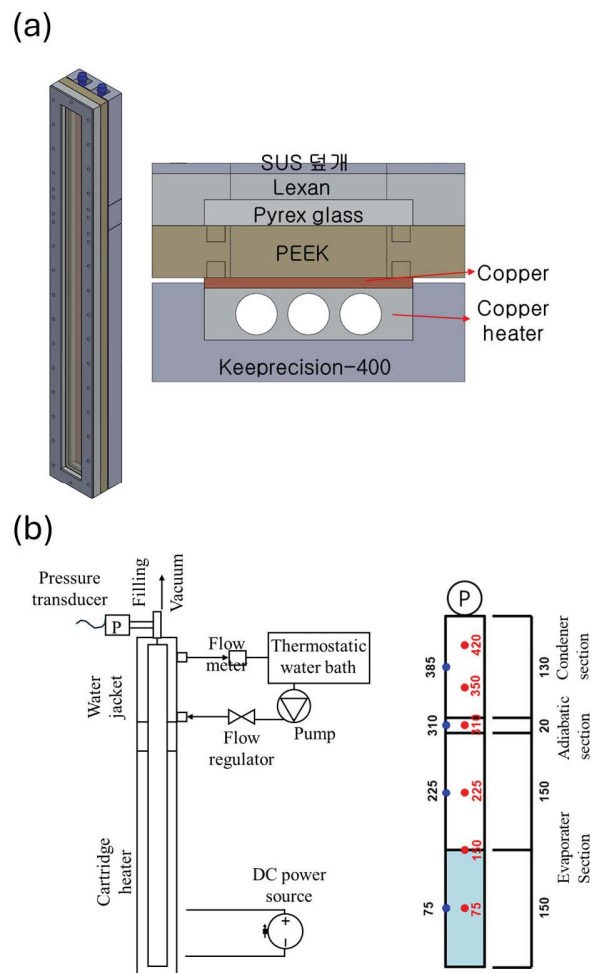 (a)
SUS 덮개
Lexan
Pyrex glass
PEEK
Copper
Copper
heater
Keeprecision-400
(b)
Pressure
transducer
Filling
Vacuum
P
Flow
meter
Thermostatic
water bath
Water
jacket
Flow
regulator
Pump
Cartridge
heater
DC power
source
P
385
310
225
75
420
350
310
225
150
75
130
20
150
150
Condener
section
Adiabatic
section
Evaporater
Section